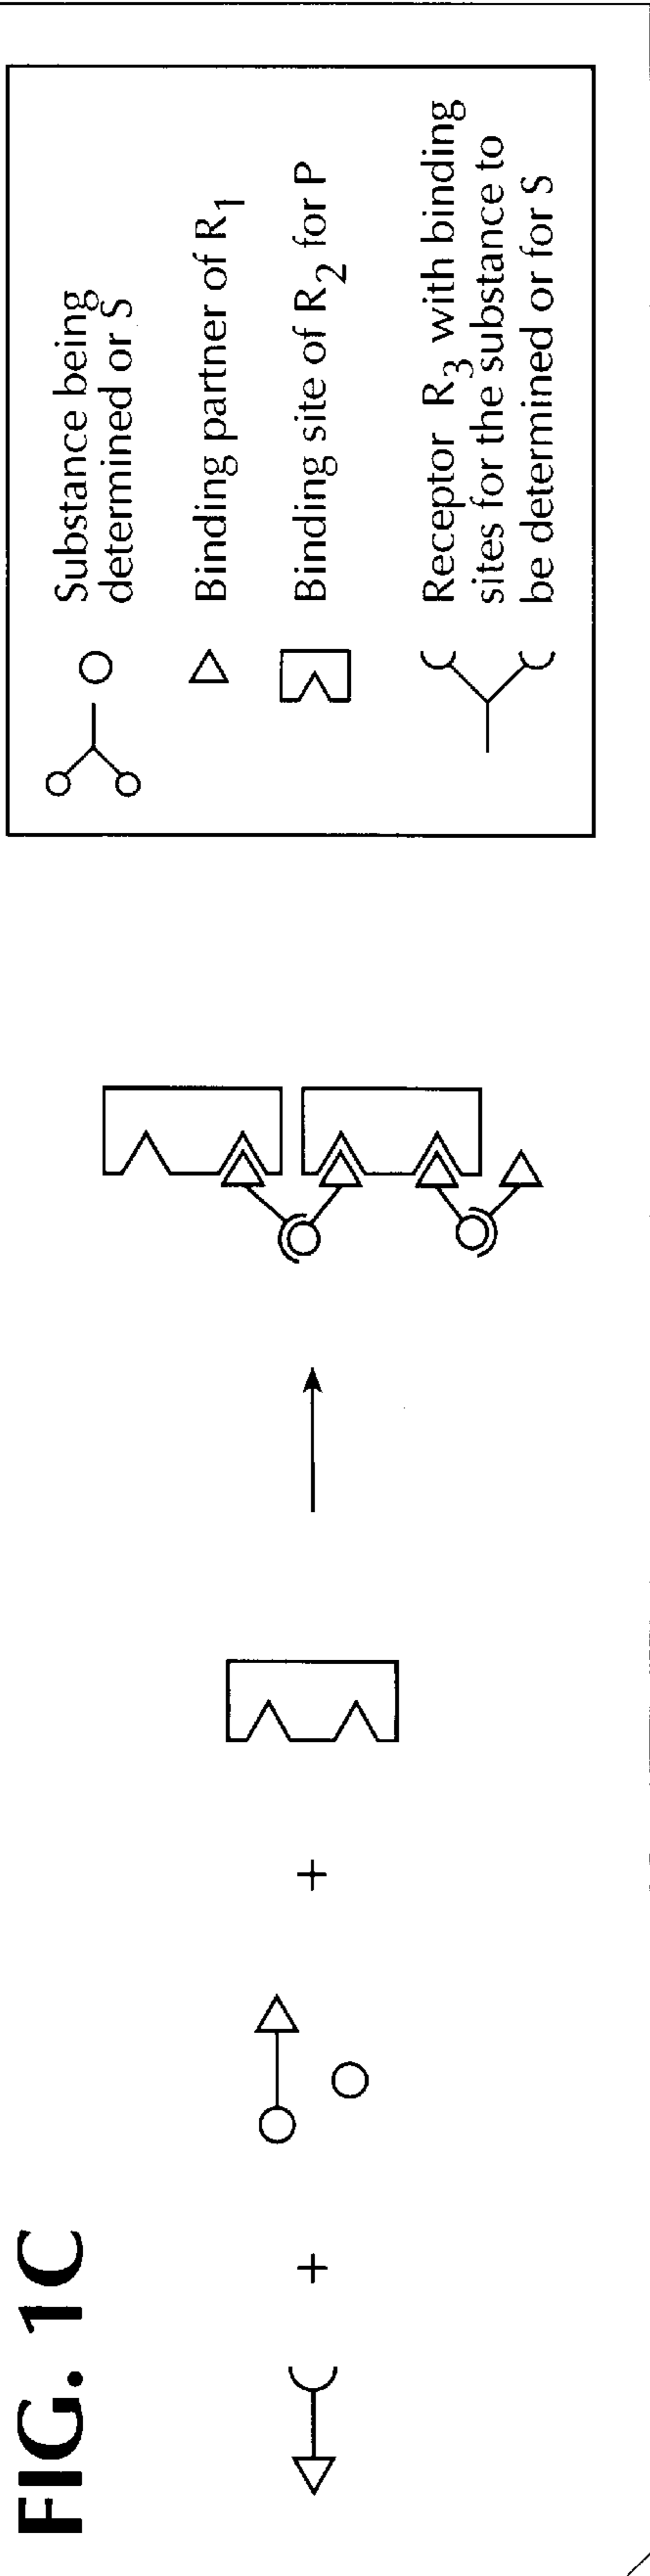 FIG. 1C
+
+
Substance being
determined or S
Binding partner of R1
Binding site of R2 for P
Receptor R3 with binding
sites for the substance to
be determined or for S